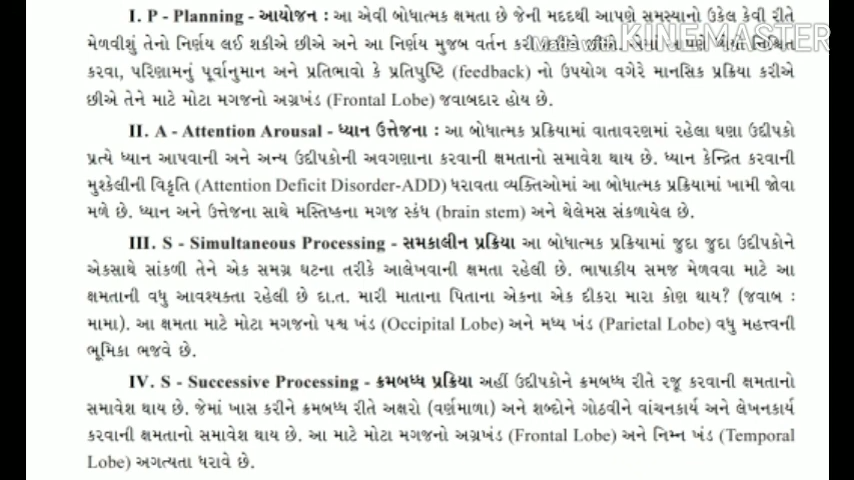 I. P - Planning - આયોજન : આ એવી બોધાત્મક ક્ષમતા છે જેની મદદથી આપણે સમસ્યાનો ઉકેલ કેવી રીતે
મેળવીશું તેનો નિર્ણય લઈ શકીએ છીએ અને આ નિર્ણય મુજબ વર્તન કરી
Made with KINEMASTER
કરવા, પરિણામનું પૂર્વાનુમાન અને પ્રતિભાવો કે પ્રતિપુષ્ટિ (feedback) નો ઉપયોગ વગેરે માનસિક પ્રક્રિયા કરીએ
છીએ તેને માટે મોટા મગજનો અગ્રખંડ (Frontal Lobe) જવાબદાર હોય છે.
II. A - Attention Arousal - ધ્યાન ઉત્તેજના : આ બોધાત્મક પ્રક્રિયામાં વાતાવરણમાં રહેલા ઘણા ઉદ્દીપકો
પ્રત્યે ધ્યાન આપવાની અને અન્ય ઉદ્દીપકોની અવગણાના કરવાની ક્ષમતાનો સમાવેશ થાય છે. ધ્યાન કેન્દ્રિત કરવાની
મુશ્કેલીની વિકૃતિ (Attention Deficit Disorder-ADD) ધરાવતા વ્યક્તિઓમાં આ બોધાત્મક પ્રક્રિયામાં ખામી જોવા
મળે છે. ધ્યાન અને ઉત્તેજના સાથે મસ્તિષ્કના મગજ સ્કંધ (brain stem) અને થેલેમસ સંકળાયેલ છે.
III. S - Simultaneous Processing - સમકાલીન પ્રક્રિયા આ બોધાત્મક પ્રક્રિયામાં જુદા જુદા ઉદ્દીપકોને
એકસાથે સાંકળી તેને એક સમગ્ર ઘટના તરીકે આલેખવાની ક્ષમતા રહેલી છે. ભાષાકીય સમજ મેળવવા માટે આ
ક્ષમતાની વધુ આવશ્યકતા રહેલી છે દા.ત. મારી માતાના પિતાના એકના એક દીકરા મારા કોણ થાય? (જવાબ :
મામા). આ ક્ષમતા માટે મોટા મગજનો પશ્ચ ખંડ (Occipital Lobe) અને મધ્ય ખંડ (Parietal Lobe) વધુ મહત્ત્વની
ભૂમિકા ભજવે છે.
IV. S - Successive Processing - ક્રમબધ્ધ પ્રક્રિયા અહીં ઉદ્દીપકોને ક્રમબધ્ધ રીતે રજૂ કરવાની ક્ષમતાનો
સમાવેશ થાય છે. જેમાં ખાસ કરીને ક્રમબધ્ધ રીતે અક્ષરો (વર્ણમાળા) અને શબ્દોને ગોઠવીને વાંચનકાર્ય અને લેખનકાર્ય
કરવાની ક્ષમતાનો સમાવેશ થાય છે. આ માટે મોટા મગજનો અગ્રખંડ (Frontal Lobe) અને નિમ્ન ખંડ (Temporal
Lobe) અગત્યતા ધરાવે છે.